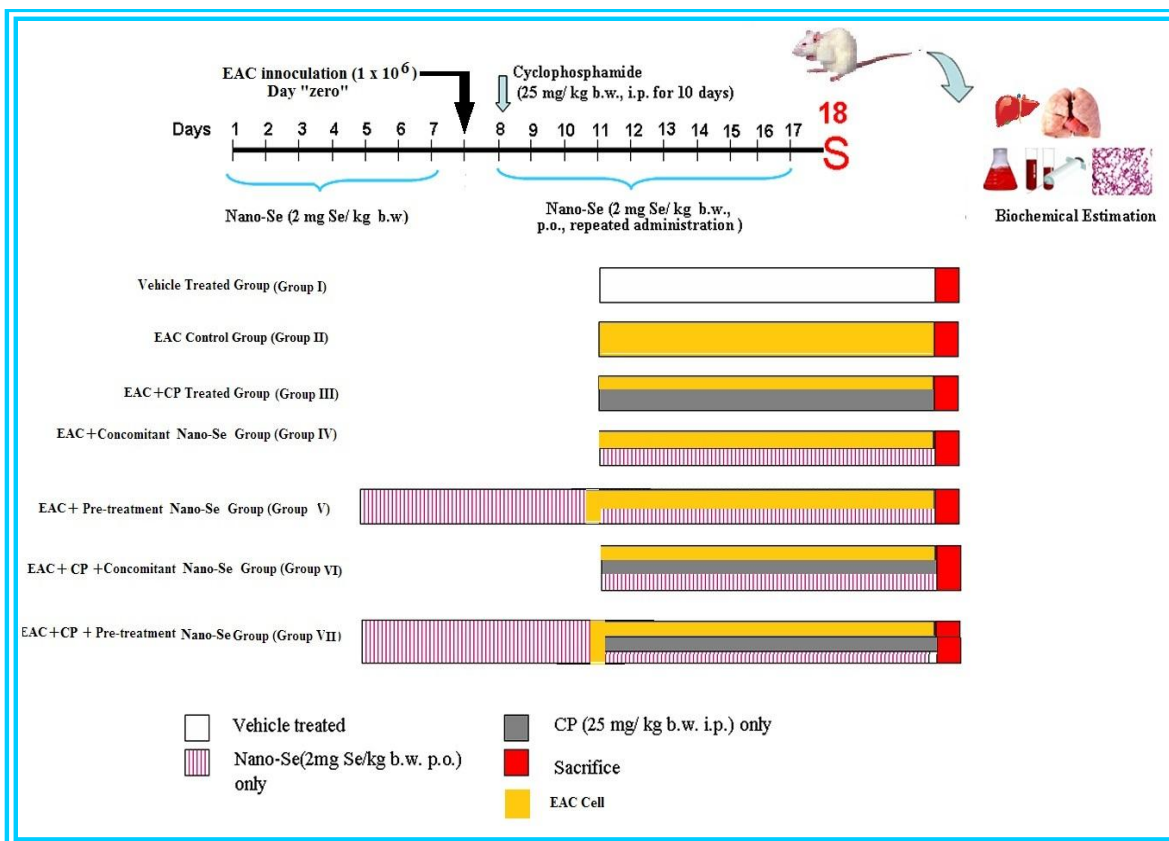 EAC innoculation (1 x 10⁶)
Day "zero"
Cyclophosphamide
(25 mg/ kg b.w., i.p. for 10 days)
Days 1 2 3 4 5 6 7 8 9 10 11 12 13 14 15 16 17
18
S
Nano-Se (2 mg Se/ kg b.w)
Nano-Se (2 mg Se/ kg b.w.,
p.o., repeated administration )
Biochemical Estimation
Vehicle Treated Group (Group I)
EAC Control Group (Group II)
EAC+CP Treated Group (Group III)
EAC+Concomitant Nano-Se Group (Group IV)
EAC+ Pre-treatment Nano-Se Group (Group V)
EAC+ CP +Concomitant Nano-Se Group (Group VI)
EAC+CP + Pre-treatment Nano-Se Group (Group VII)
Vehicle treated
Nano-Se(2mg Se/kg b.w. p.o.)
only
CP (25 mg/ kg b.w. i.p.) only
Sacrifice
EAC Cell